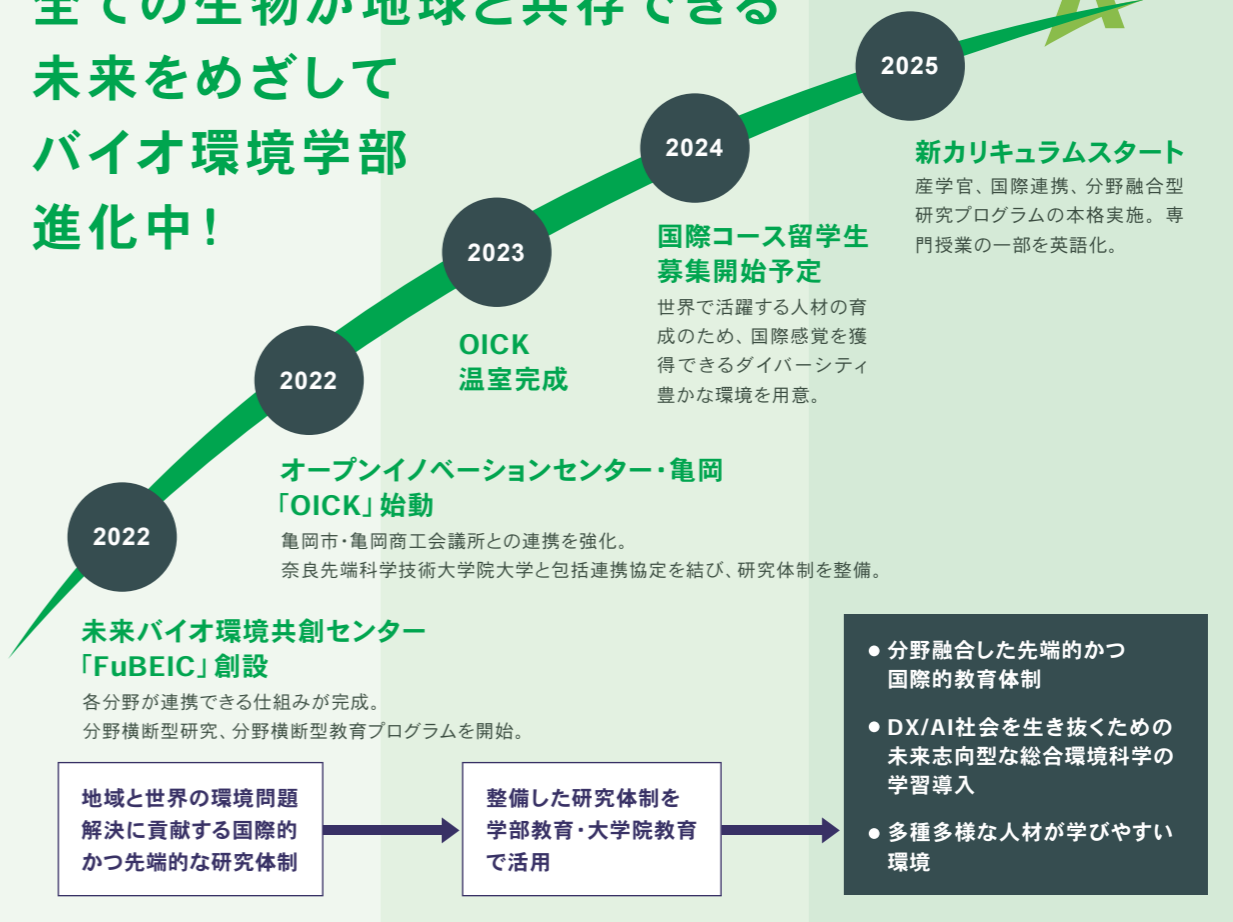 全ての生物が地球と共存できる
未来をめざして
バイオ環境学部
進化中！
2025
新カリキュラムスタート
産学官、国際連携、分野融合型
研究プログラムの本格実施。専
門授業の一部を英語化。
2024
国際コース留学生
募集開始予定
世界で活躍する人材の育
成のため、国際感覚を獲
得できるダイバーシティ
豊かな環境を用意。
2023
OICK
温室完成
2022
オープンイノベーションセンター・亀岡
「OICK」始動
亀岡市・亀岡商工会議所との連携を強化。
奈良先端科学技術大学院大学と包括連携協定を結び、研究体制を整備。
2022
未来バイオ環境共創センター
「FuBEIC」創設
各分野が連携できる仕組みが完成。
分野横断型研究、分野横断型教育プログラムを開始。
地域と世界の環境問題
解決に貢献する国際的
かつ先端的な研究体制
整備した研究体制を
学部教育・大学院教育
で活用
● 分野融合した先端的かつ
国際的教育体制
● DX/AI社会を生き抜くための
未来志向型な総合環境科学の
学習導入
● 多種多様な人材が学びやすい
環境